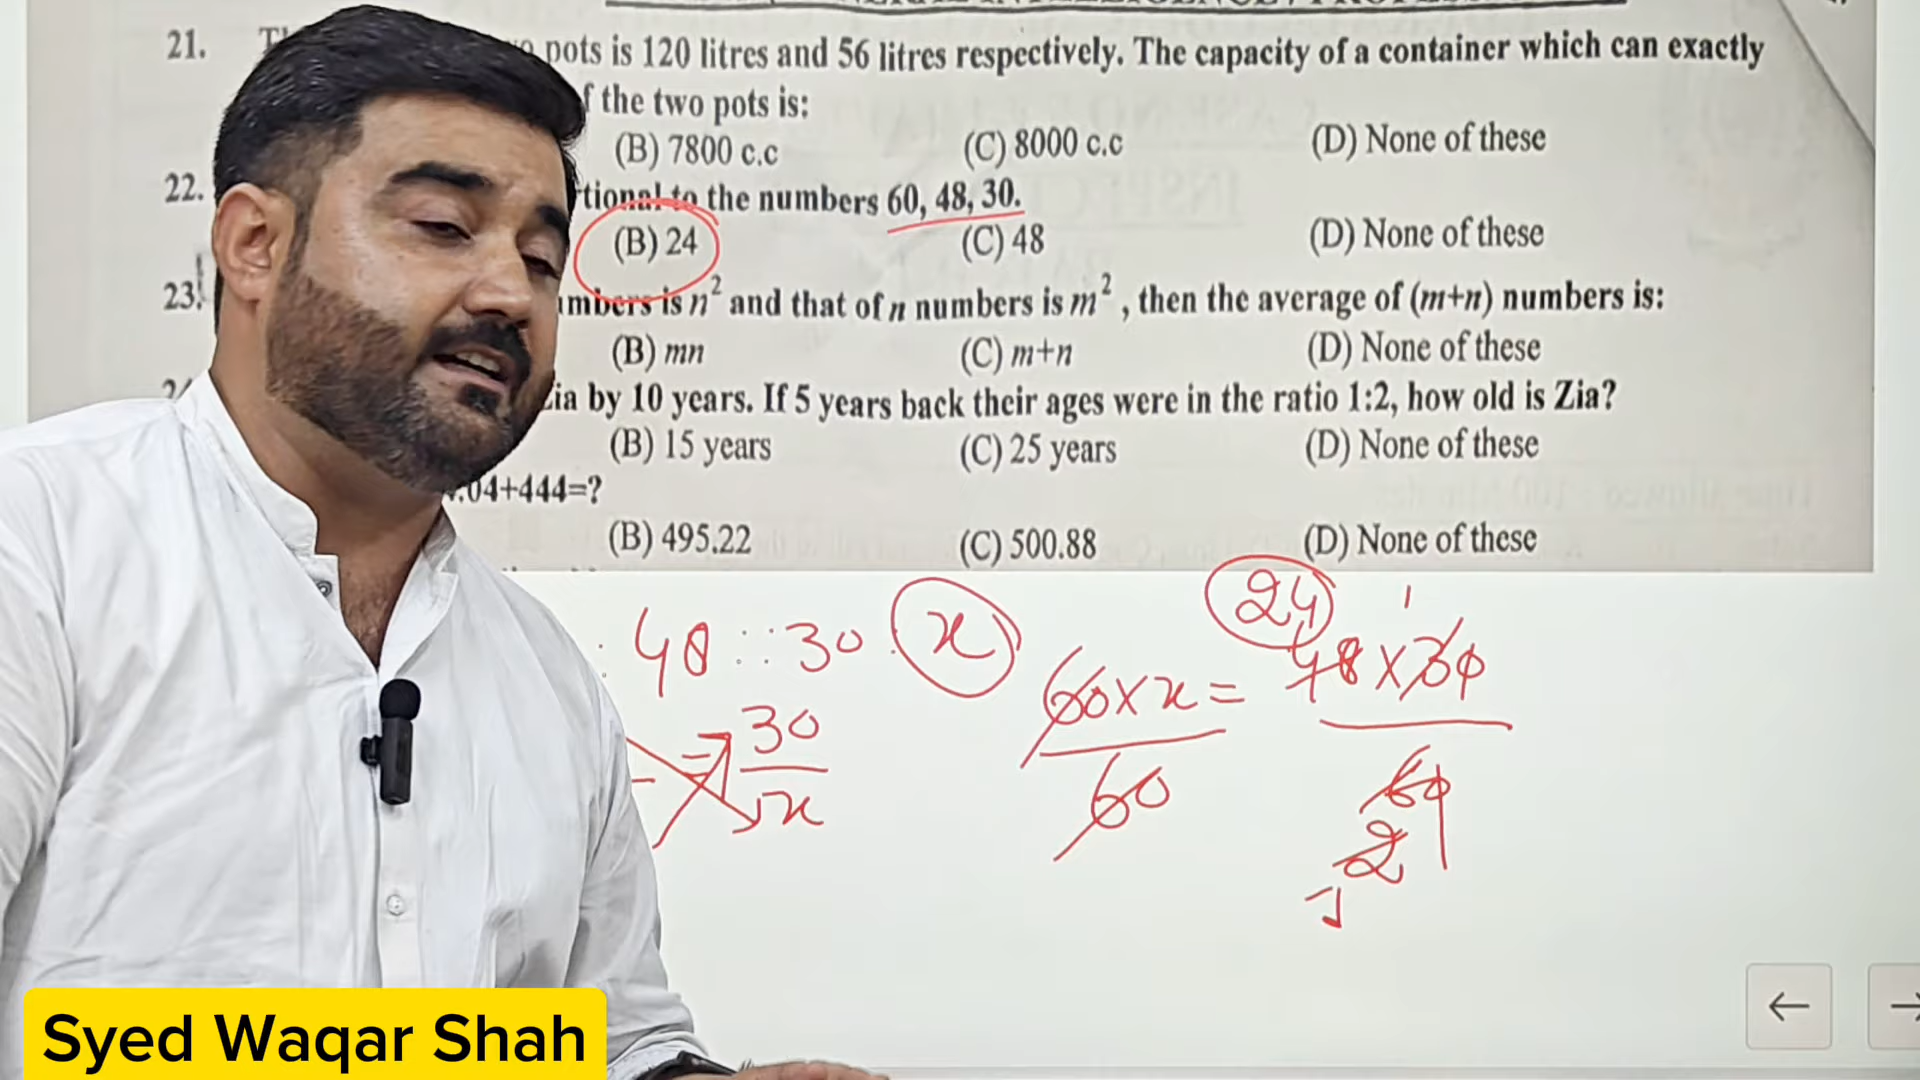 21. pots is 120 litres and 56 litres respectively. The capacity of a container which can exactly
the two pots is:
(B) 7800 c.c (C) 8000 c.c (D) None of these
22. to the numbers 60, 48, 30.
(B) 24 (C) 48 (D) None of these
23. is n² and that of n numbers is m², then the average of (m+n) numbers is:
(B) mn (C) m+n (D) None of these
by 10 years. If 5 years back their ages were in the ratio 1:2, how old is Zia?
(B) 15 years (C) 25 years (D) None of these
04+444=?
(B) 495.22 (C) 500.88 (D) None of these
: 48 :: 30 : x
= 30/x
60 × x = 48 × 30
60 60
24
1
2
1
Syed Waqar Shah